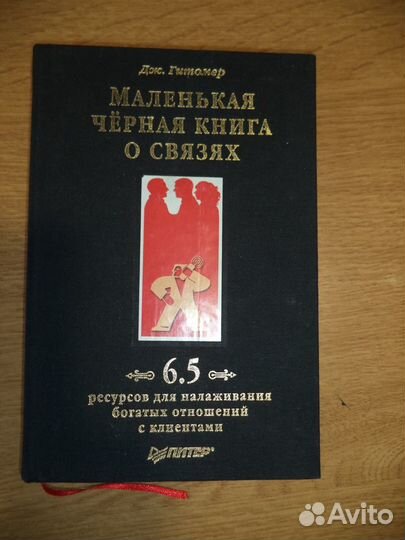 Дж. Гитомер
МАЛЕНЬКАЯ
ЧЁРНАЯ КНИГА
О СВЯЗЯХ
6.5
ресурсов для налаживания
богатых отношений
с клиентами
ПИТЕР®
Avito